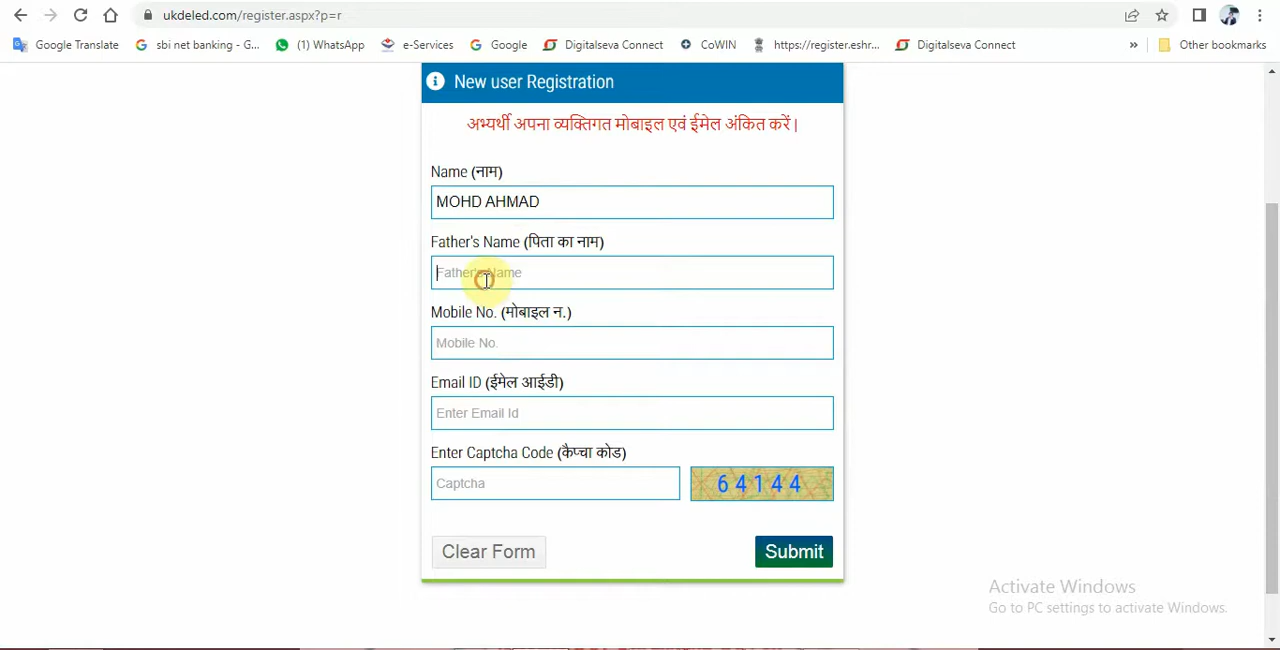 ukdeled.com/register.aspx?p=r
Google Translate
sbi net banking - G...
(1) WhatsApp
e-Services
Google
Digitalseva Connect
CoWIN
https://register.eshr...
Digitalseva Connect
»
Other bookmarks
New user Registration
अभ्यर्थी अपना व्यक्तिगत मोबाइल एवं ईमेल अंकित करें |
Name (नाम)
MOHD AHMAD
Father's Name (पिता का नाम)
Father's Name
Mobile No. (मोबाइल न.)
Mobile No.
Email ID (ईमेल आईडी)
Enter Email Id
Enter Captcha Code (कैप्चा कोड)
Captcha
64144
Clear Form
Submit
Activate Windows
Go to PC settings to activate Windows.